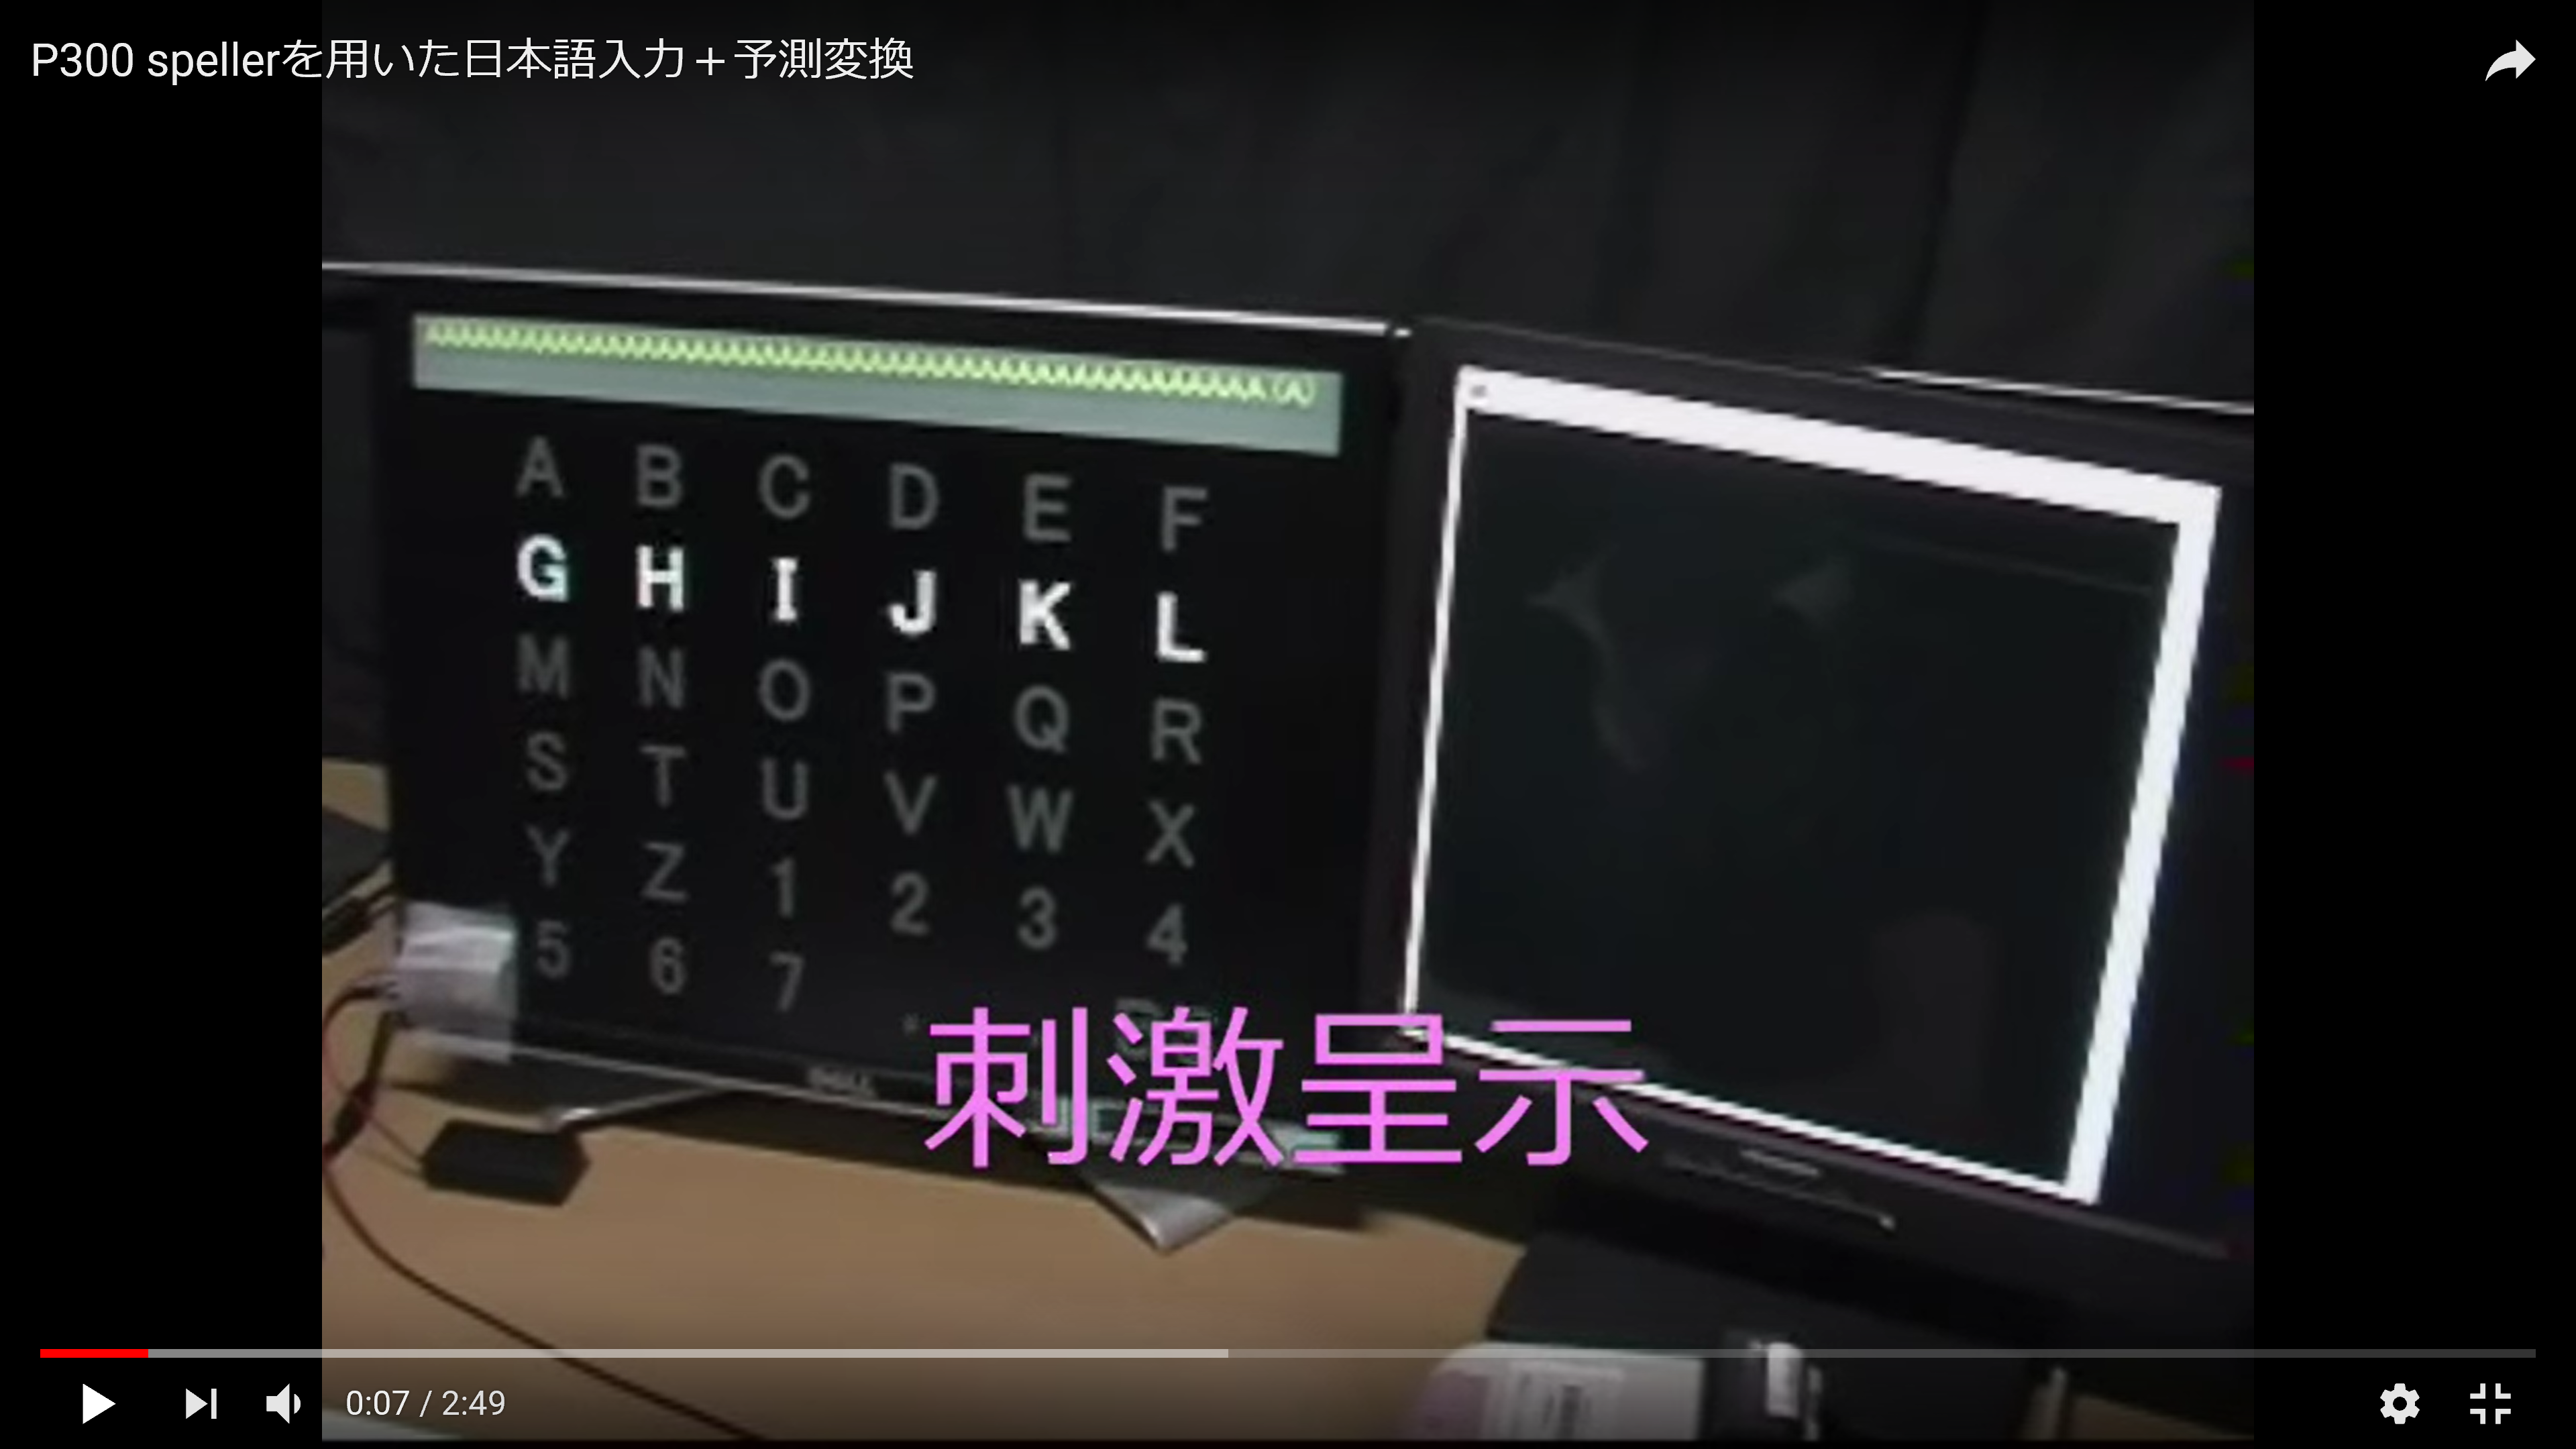 P300 spellerを用いた日本語入力＋予測変換
A B C D E F
G H I J K L
M N O P Q R
S T U V W X
Y Z 1 2 3 4
5 6 7
DELL
刺激呈示
0:07 / 2:49